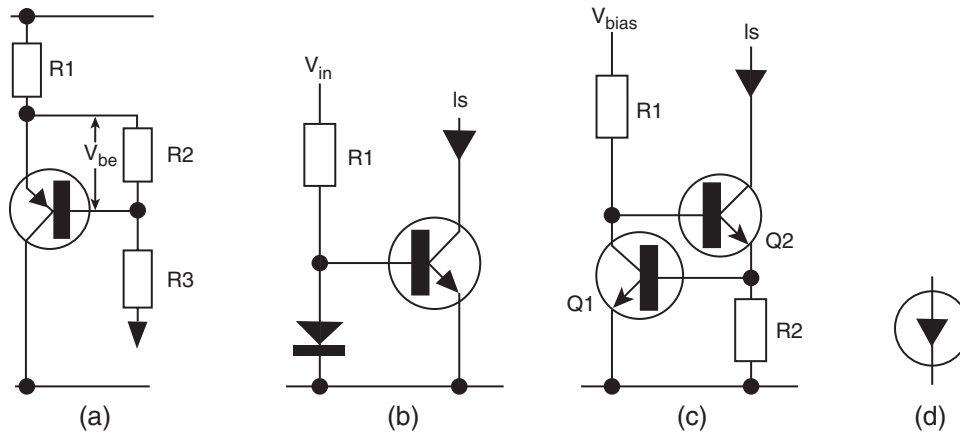 R1
V_be
R2
R3
(a)
V_in
Is
R1
(b)
V_bias
Is
R1
Q2
Q1
R2
(c)
(d)